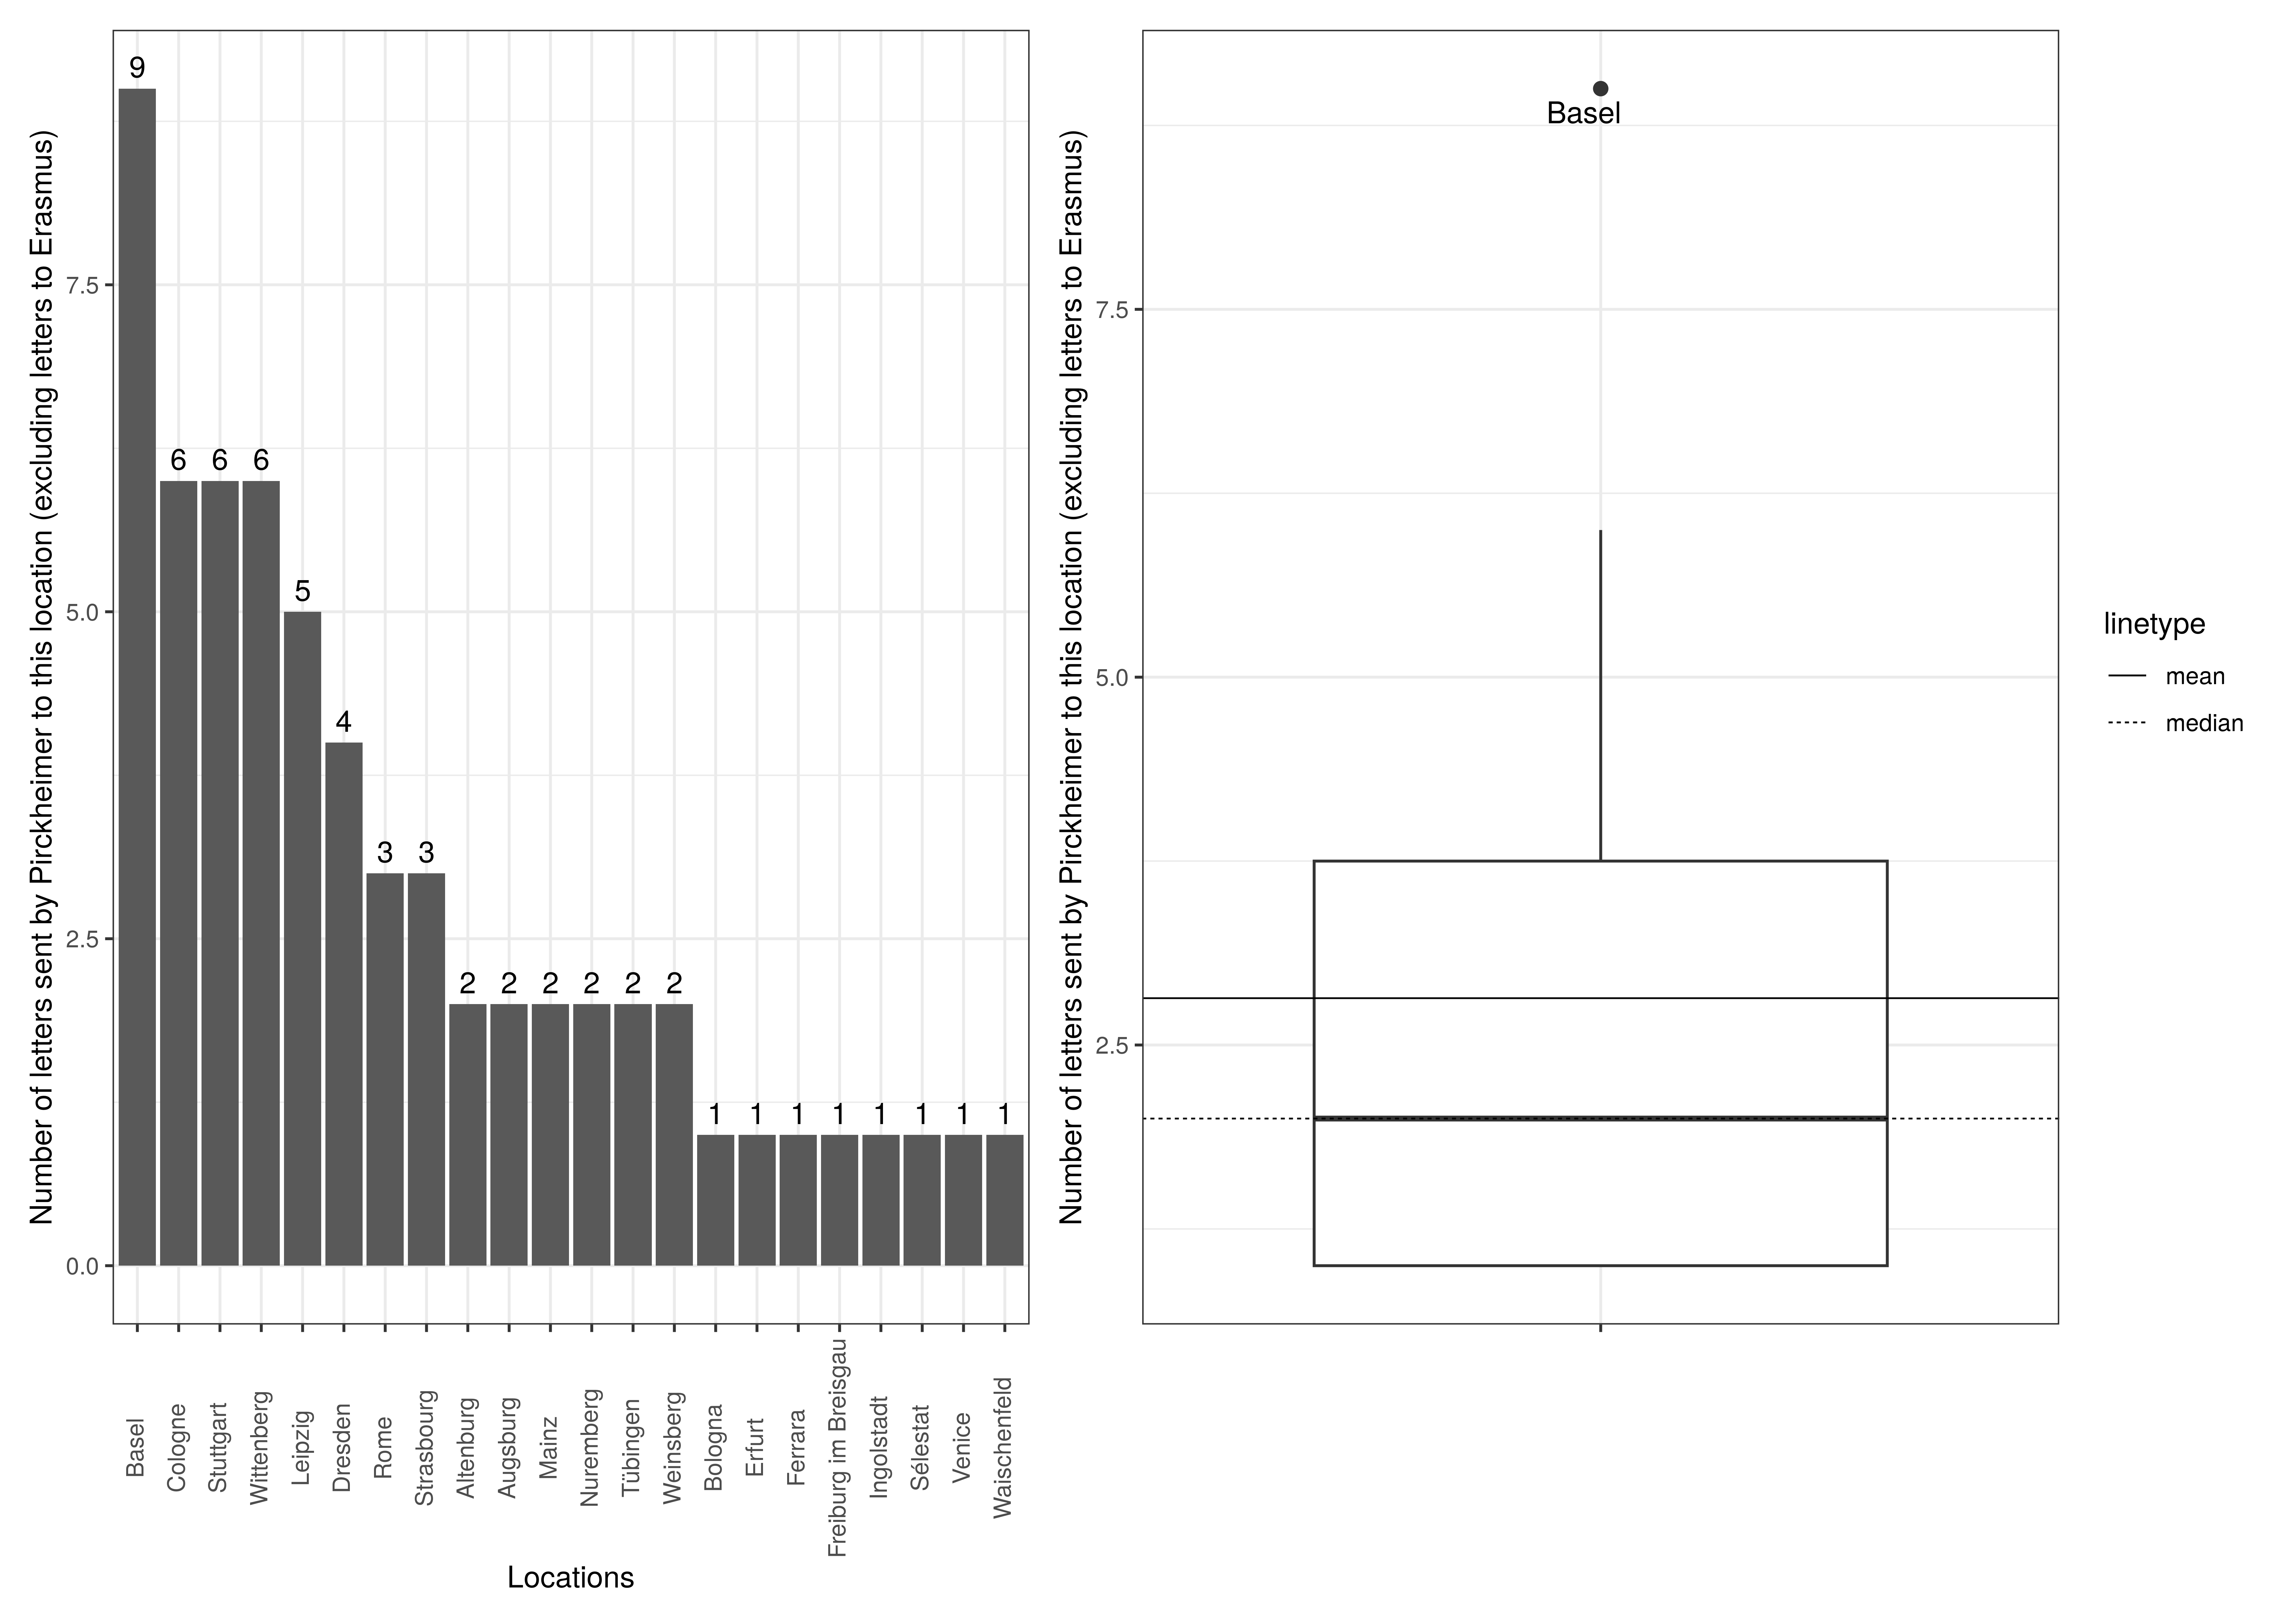 Number of letters sent by Pirckheimer to this location (excluding letters to Erasmus)
7.5
5.0
2.5
0.0
9
6
6
6
5
4
3
3
2
2
2
2
2
2
1
1
1
1
1
1
1
1
Basel
Cologne
Stuttgart
Wittenberg
Leipzig
Dresden
Rome
Strasbourg
Altenburg
Augsburg
Mainz
Nuremberg
Tübingen
Weinsberg
Bologna
Erfurt
Ferrara
Freiburg im Breisgau
Ingolstadt
Sélestat
Venice
Waischenfeld
Locations
Number of letters sent by Pirckheimer to this location (excluding letters to Erasmus)
7.5
5.0
2.5
Basel
linetype
mean
median